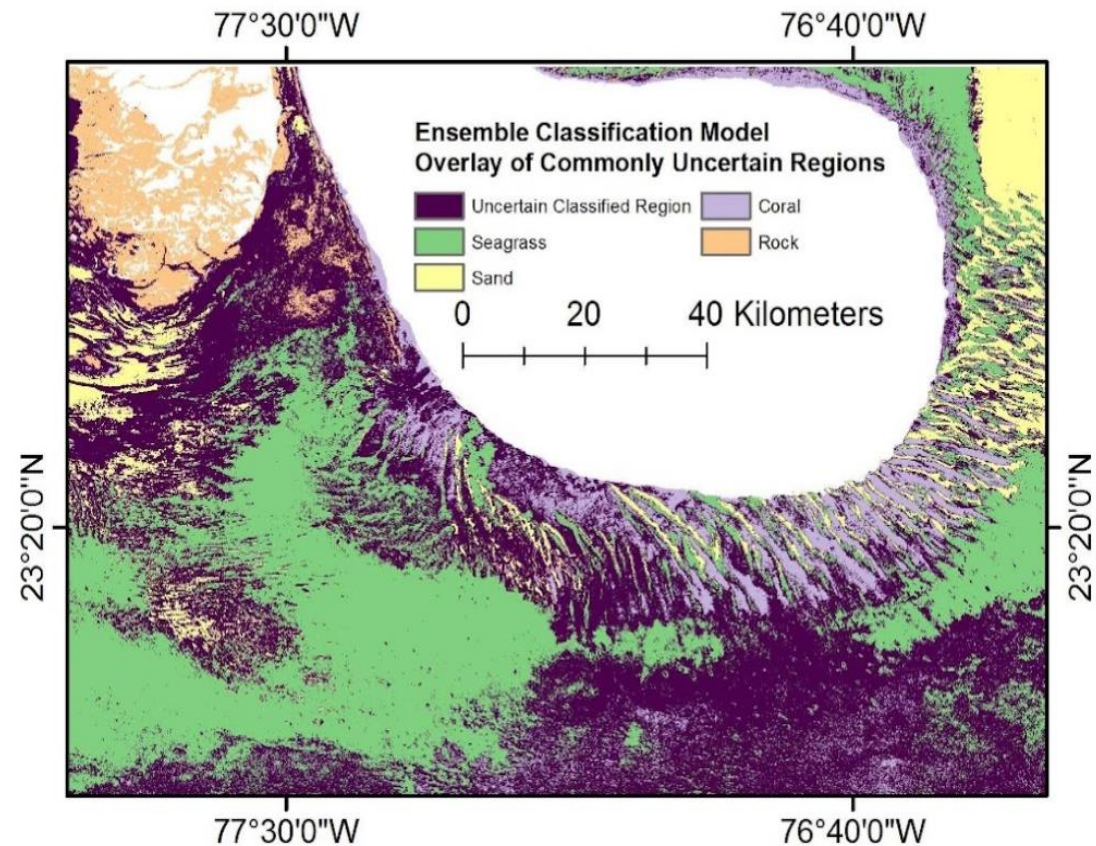 77°30'0"W 76°40'0"W
Ensemble Classification Model
Overlay of Commonly Uncertain Regions
Uncertain Classified Region Coral
Seagrass Rock
Sand
0 20 40 Kilometers
23°20'0"N 23°20'0"N
77°30'0"W 76°40'0"W